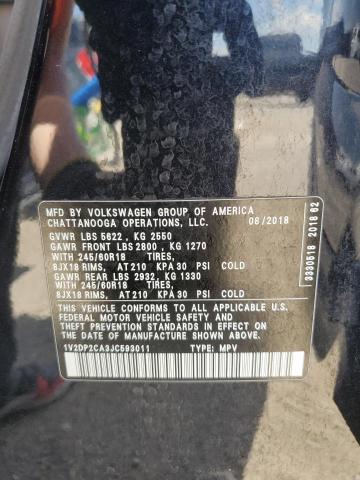 MFD BY VOLKSWAGEN GROUP OF AMERICA
CHATTANOOGA OPERATIONS, LLC. 06/2018
GVWR LBS 5622 , KG 2550
GAWR FRONT LBS 2800 , KG 1270
WITH 245/60R18 TIRES,
8JX18 RIMS, AT 210 KPA 30 PSI COLD
GAWR REAR LBS 2932, KG 1330
WITH 245/60R18 TIRES,
8JX18 RIMS, AT 210 KPA 30 PSI COLD
THIS VEHICLE CONFORMS TO ALL APPLICABLE U.S.
FEDERAL MOTOR VEHICLE SAFETY AND
THEFT PREVENTION STANDARDS IN EFFECT ON
THE DATE OF MANUFACTURE SHOWN ABOVE.
1V2DP2CA3JC593011 TYPE: MPV
3330518 2018 62